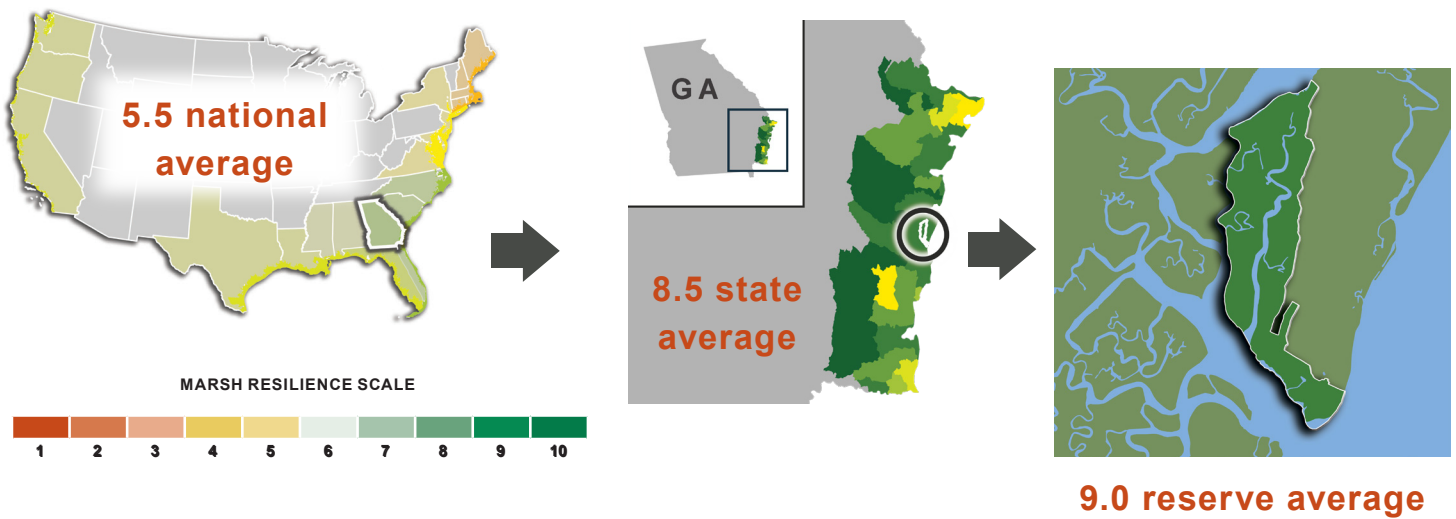 5.5 national
average
GA
8.5 state
average
MARSH RESILIENCE SCALE
1 2 3 4 5 6 7 8 9 10
9.0 reserve average